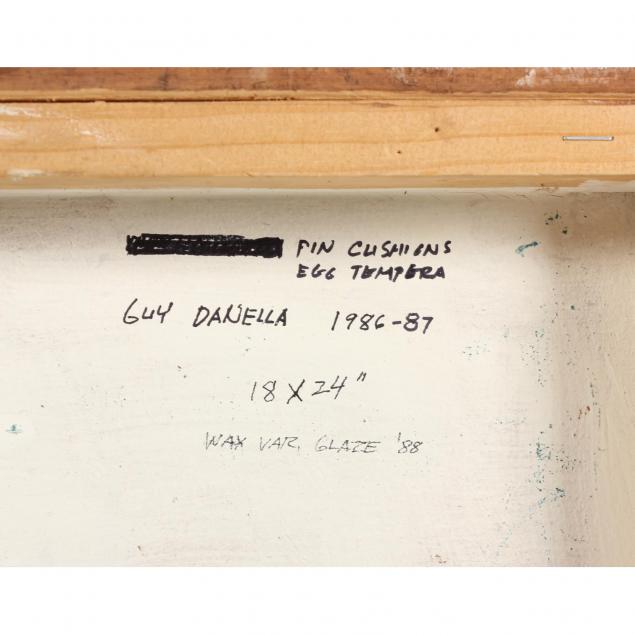 PIN CUSHIONS
EGG TEMPERA
GUY DANELLA 1986-87
18 X 24"
WAX VAR. GLAZE '88